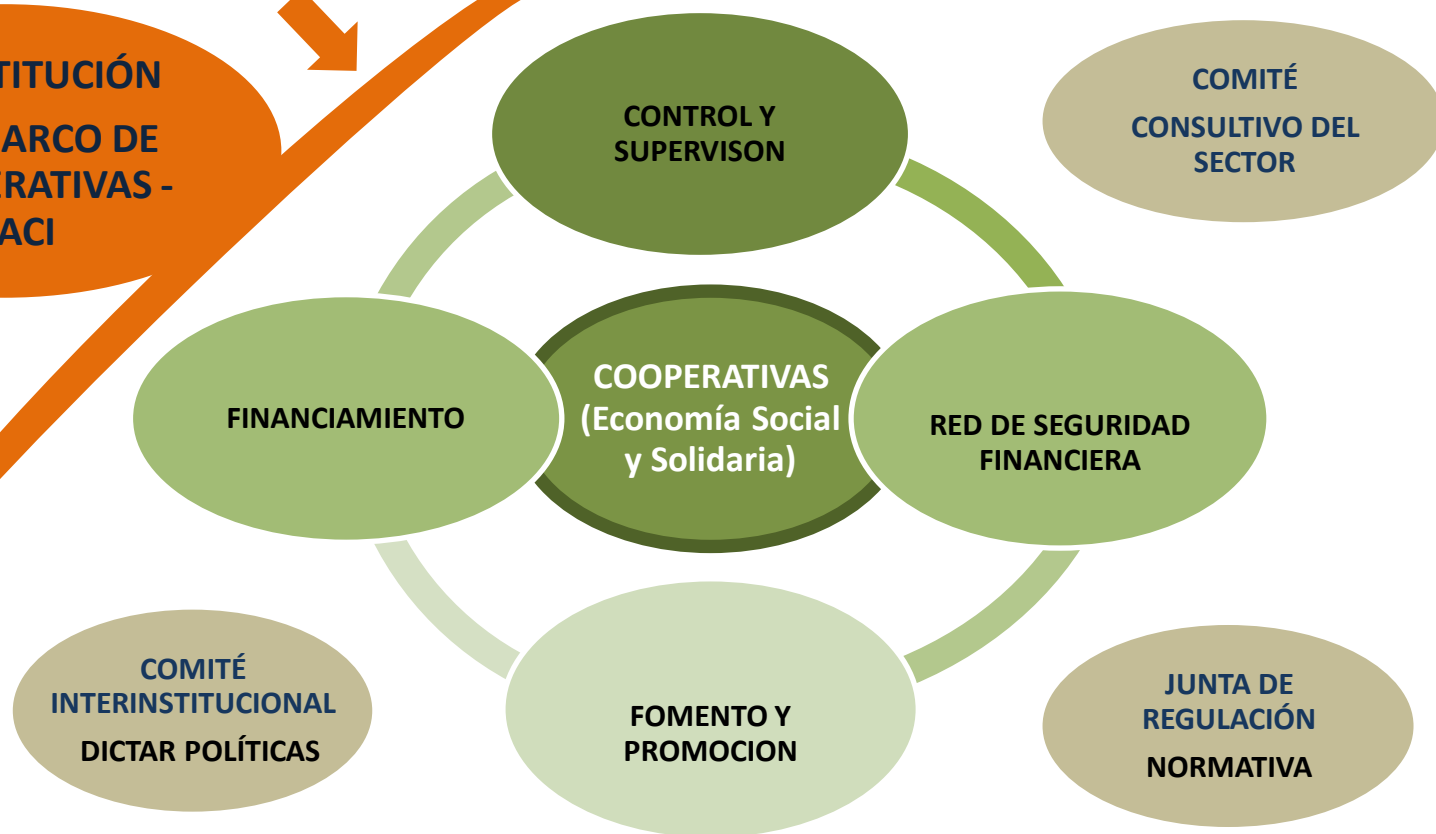 TITUCIÓN
ARCO DE
ERATIVAS -
ACI
CONTROL Y
SUPERVISON
COMITÉ
CONSULTIVO DEL
SECTOR
FINANCIAMIENTO
COOPERATIVAS
(Economía Social
y Solidaria)
RED DE SEGURIDAD
FINANCIERA
COMITÉ
INTERINSTITUCIONAL
DICTAR POLÍTICAS
FOMENTO Y
PROMOCION
JUNTA DE
REGULACIÓN
NORMATIVA